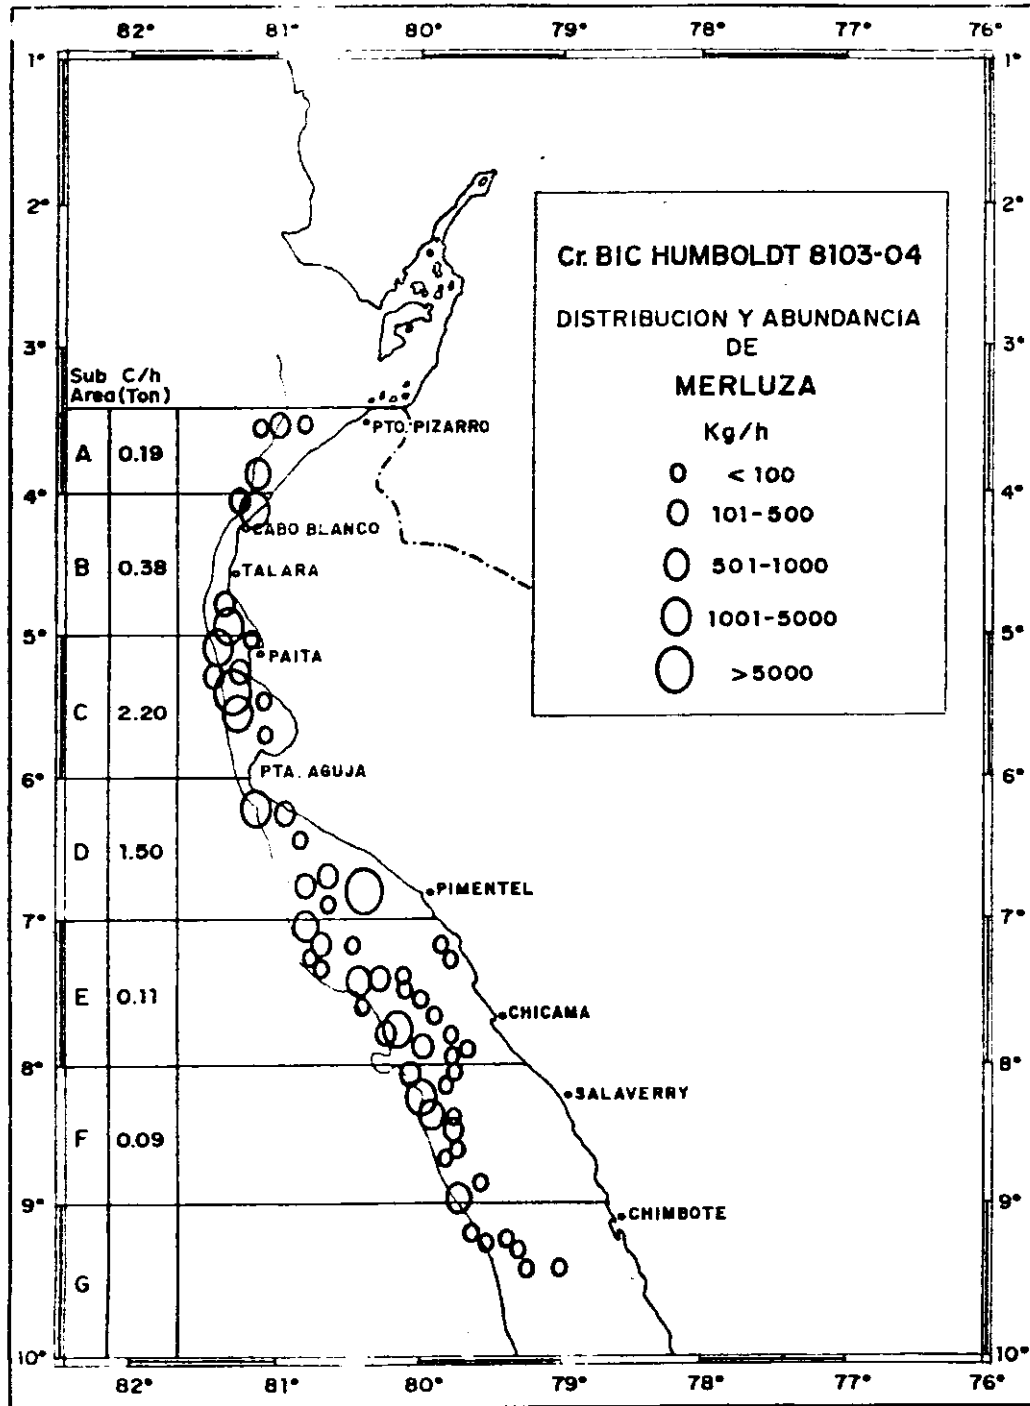 82° 81° 80° 79° 78° 77° 76°
1° 1°
2° 2°
Cr. BIC HUMBOLDT 8103-04
DISTRIBUCION Y ABUNDANCIA
DE
MERLUZA
Kg/h
< 100
101-500
501-1000
1001-5000
>5000
3° 3°
Sub C/h
Area (Ton)
PTO. PIZARRO
A 0.19
4° 4°
CABO BLANCO
B 0.38
TALARA
5° 5°
PAITA
C 2.20
PTA. AGUJA
6° 6°
D 1.50
PIMENTEL
7° 7°
E 0.11
CHICAMA
8° 8°
SALAVERRY
F 0.09
9° 9°
CHIMBOTE
G
10° 10°
82° 81° 80° 79° 78° 77° 76°